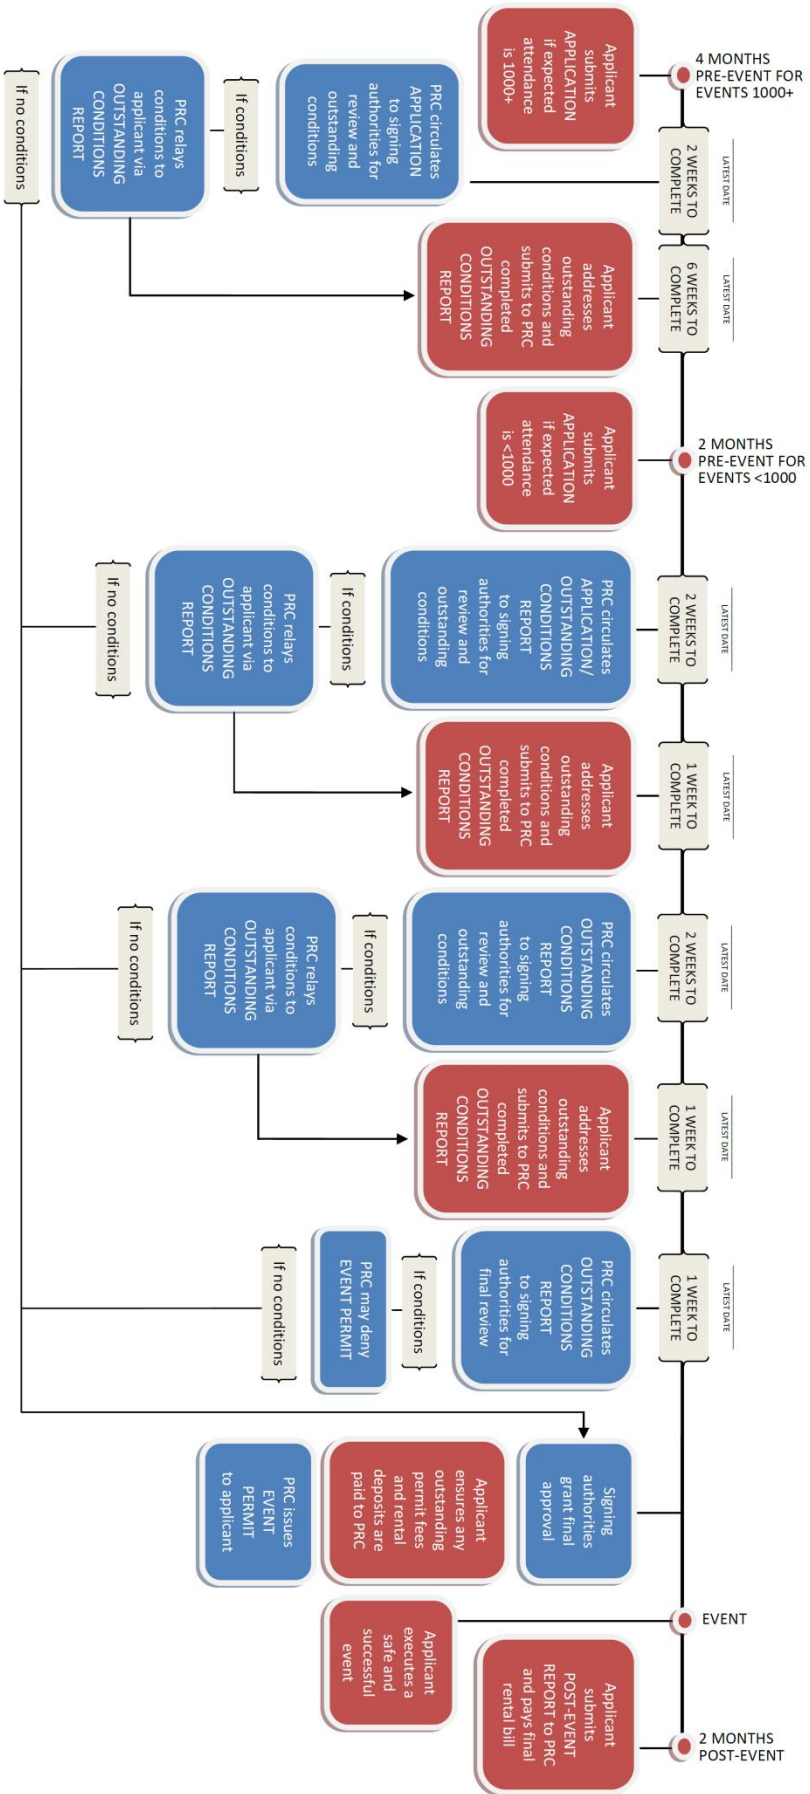 4 MONTHS
PRE-EVENT FOR
EVENTS 1000+
Applicant
submits
APPLICATION
if expected
attendance
is 1000+
LATEST DATE
2 WEEKS TO
COMPLETE
PRC circulates
APPLICATION
to signing
authorities for
review and
outstanding
conditions
If conditions
PRC relays
conditions to
applicant via
OUTSTANDING
CONDITIONS
REPORT
If no conditions
LATEST DATE
6 WEEKS TO
COMPLETE
Applicant
addresses
outstanding
conditions and
submits to PRC
completed
OUTSTANDING
CONDITIONS
REPORT
2 MONTHS
PRE-EVENT FOR
EVENTS <1000
Applicant
submits
APPLICATION
if expected
attendance
is <1000
LATEST DATE
2 WEEKS TO
COMPLETE
PRC circulates
APPLICATION/
OUTSTANDING
CONDITIONS
REPORT
to signing
authorities for
review and
outstanding
conditions
If conditions
PRC relays
conditions to
applicant via
OUTSTANDING
CONDITIONS
REPORT
If no conditions
LATEST DATE
1 WEEK TO
COMPLETE
Applicant
addresses
outstanding
conditions and
submits to PRC
completed
OUTSTANDING
CONDITIONS
REPORT
LATEST DATE
2 WEEKS TO
COMPLETE
PRC circulates
OUTSTANDING
CONDITIONS
REPORT
to signing
authorities for
review and
outstanding
conditions
If conditions
PRC relays
conditions to
applicant via
OUTSTANDING
CONDITIONS
REPORT
If no conditions
LATEST DATE
1 WEEK TO
COMPLETE
Applicant
addresses
outstanding
conditions and
submits to PRC
completed
OUTSTANDING
CONDITIONS
REPORT
LATEST DATE
1 WEEK TO
COMPLETE
PRC circulates
OUTSTANDING
CONDITIONS
REPORT
to signing
authorities for
final review
If conditions
PRC may deny
EVENT PERMIT
If no conditions
Signing
authorities
grant final
approval
Applicant
ensures any
outstanding
permit fees
and rental
deposits are
paid to PRC
PRC issues
EVENT
PERMIT
to applicant
EVENT
Applicant
executes a
safe and
successful
event
2 MONTHS
POST-EVENT
Applicant
submits
POST-EVENT
REPORT to PRC
and pays final
rental bill